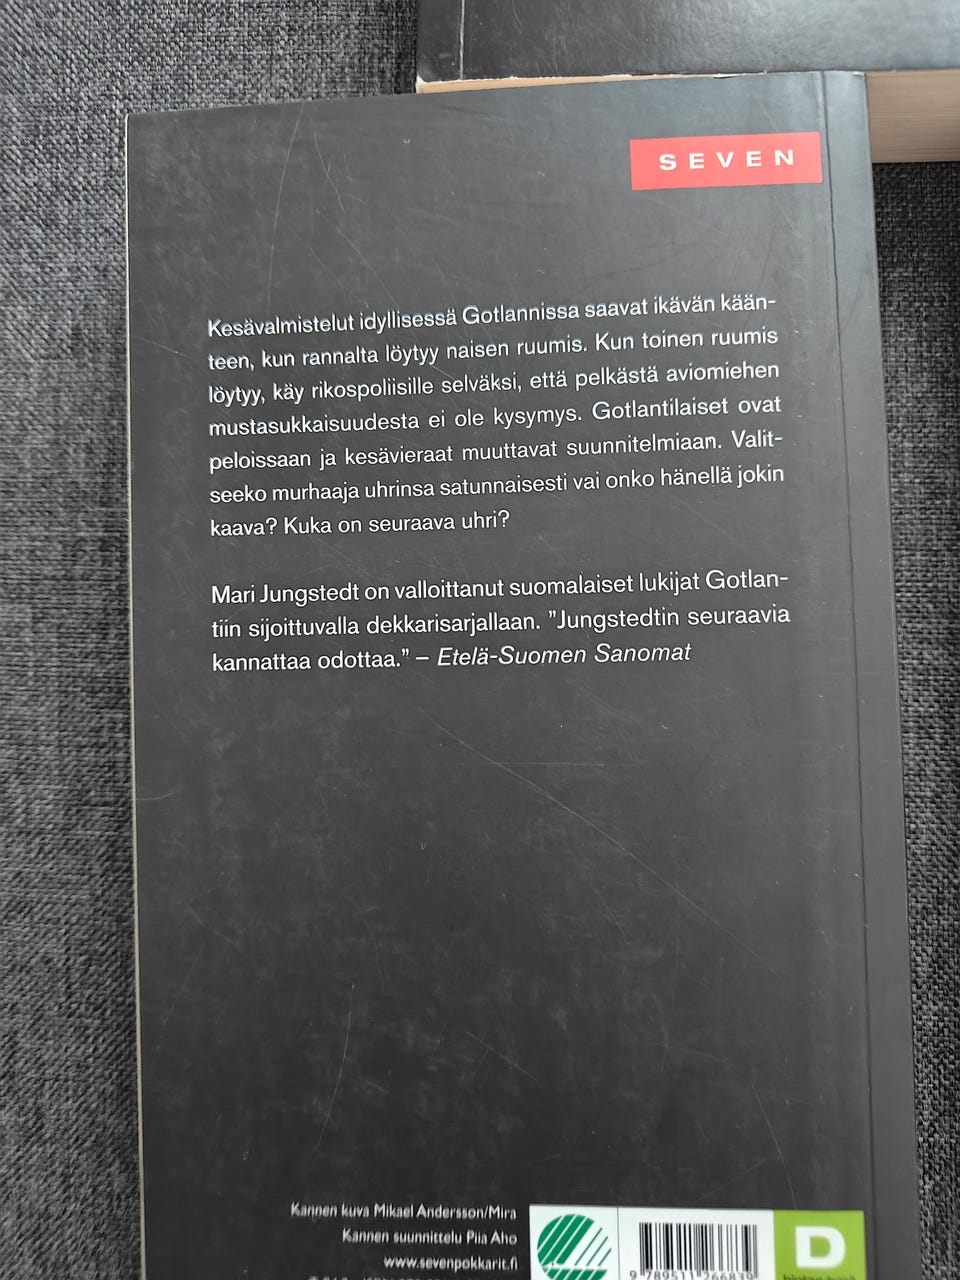 SEVEN
Kesävalmistelut idyllisessä Gotlannissa saavat ikävän kään-
teen, kun rannalta löytyy naisen ruumis. Kun toinen ruumis
löytyy, käy rikospoliisille selväksi, että pelkästä aviomiehen
mustasukkaisuudesta ei ole kysymys. Gotlantilaiset ovat
peloissaan ja kesävieraat muuttavat suunnitelmiaan. Valit-
seeko murhaaja uhrinsa satunnaisesti vai onko hänellä jokin
kaava? Kuka on seuraava uhri?
Mari Jungstedt on valloittanut suomalaiset lukijat Gotlan-
tiin sijoittuvalla dekkarisarjallaan. ”Jungstedtin seuraavia
kannattaa odottaa.” – Etelä-Suomen Sanomat
Kannen kuva Mikael Andersson/Mira
Kannen suunnittelu Piia Aho
www.sevenpokkarit.fi
9 789511 266839
D